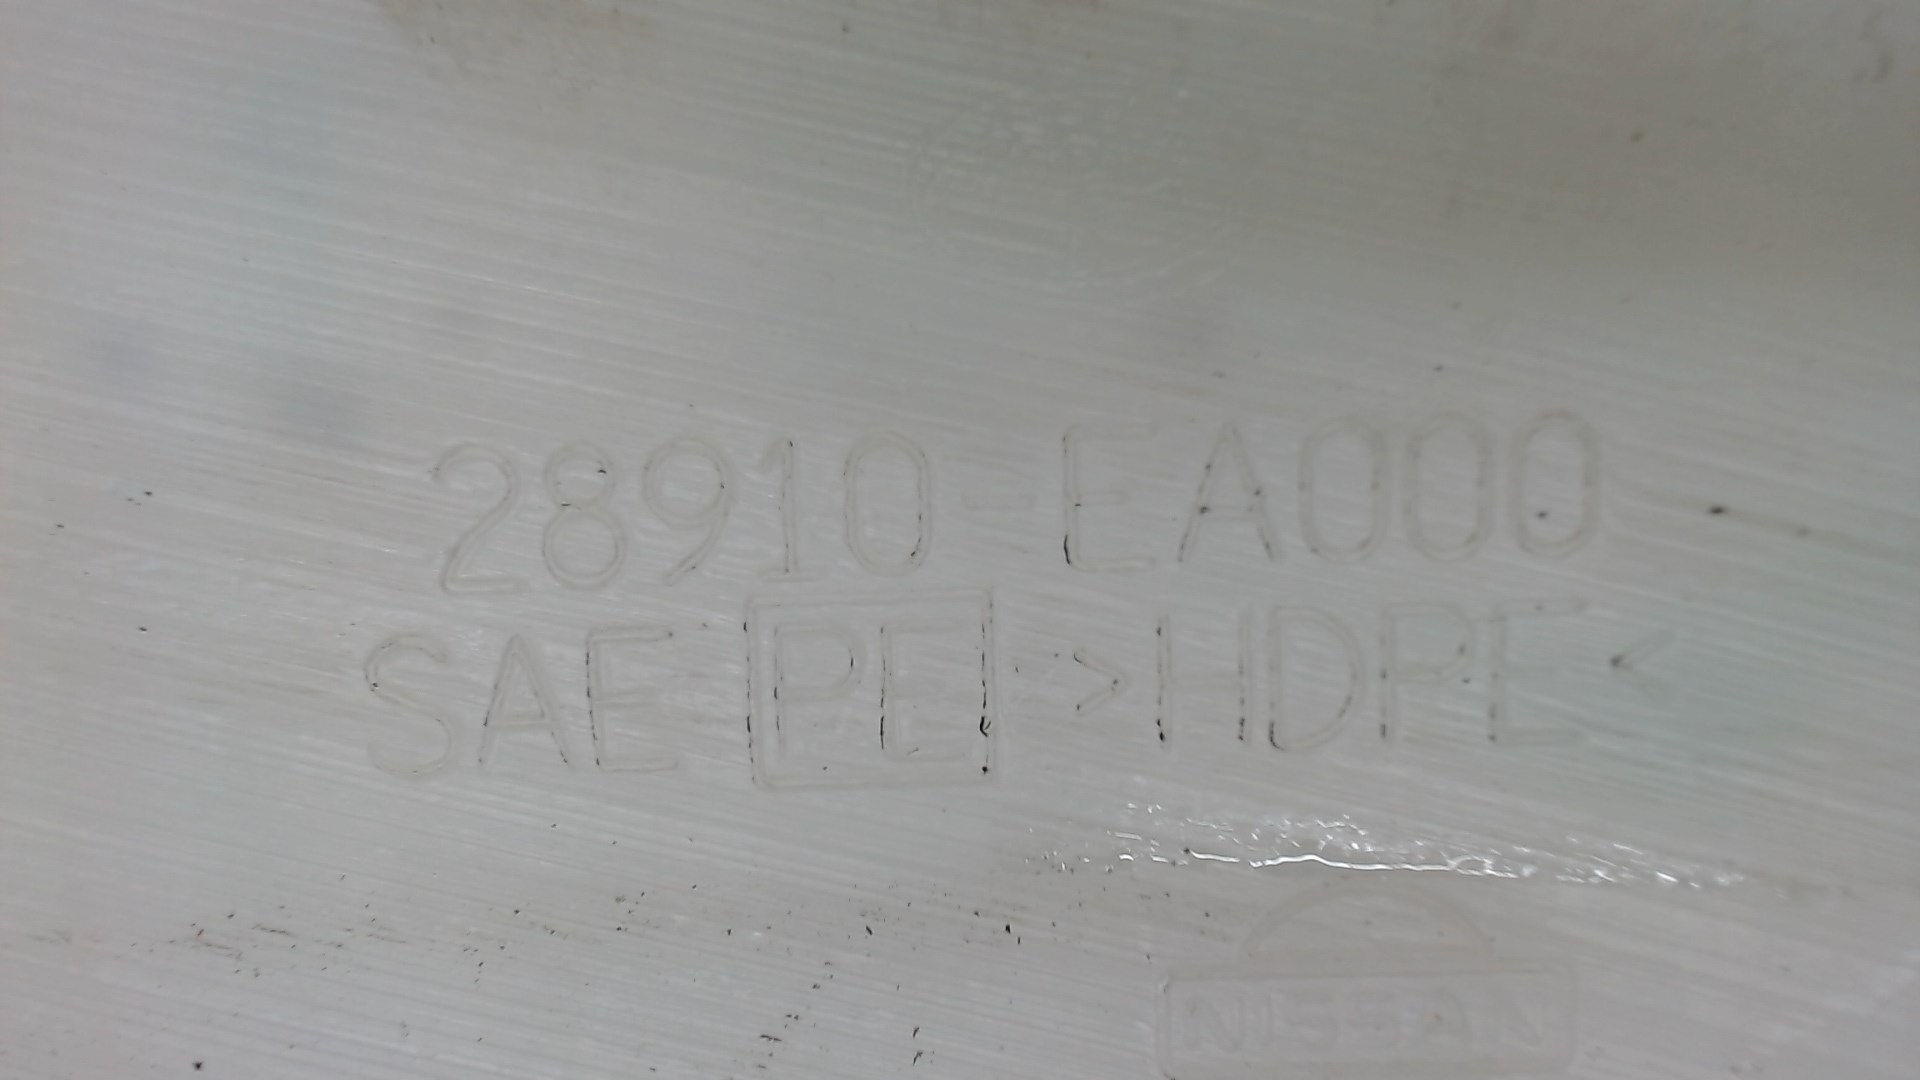 28910-EA000
SAE PE >HDPE<
NISSAN